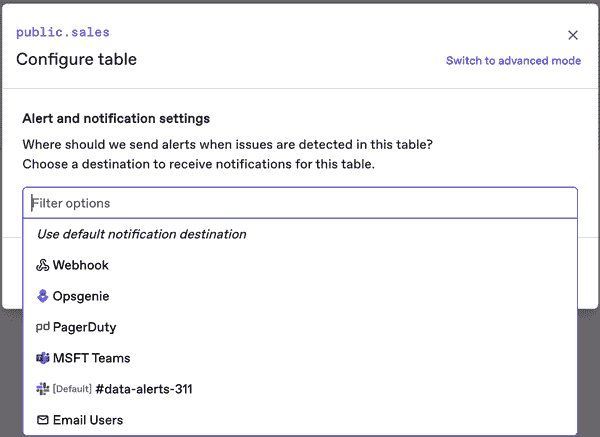 public.sales
Configure table
Switch to advanced mode
Alert and notification settings
Where should we send alerts when issues are detected in this table?
Choose a destination to receive notifications for this table.
Filter options
Use default notification destination
Webhook
Opsgenie
pd PagerDuty
MSFT Teams
[Default] #data-alerts-311
Email Users